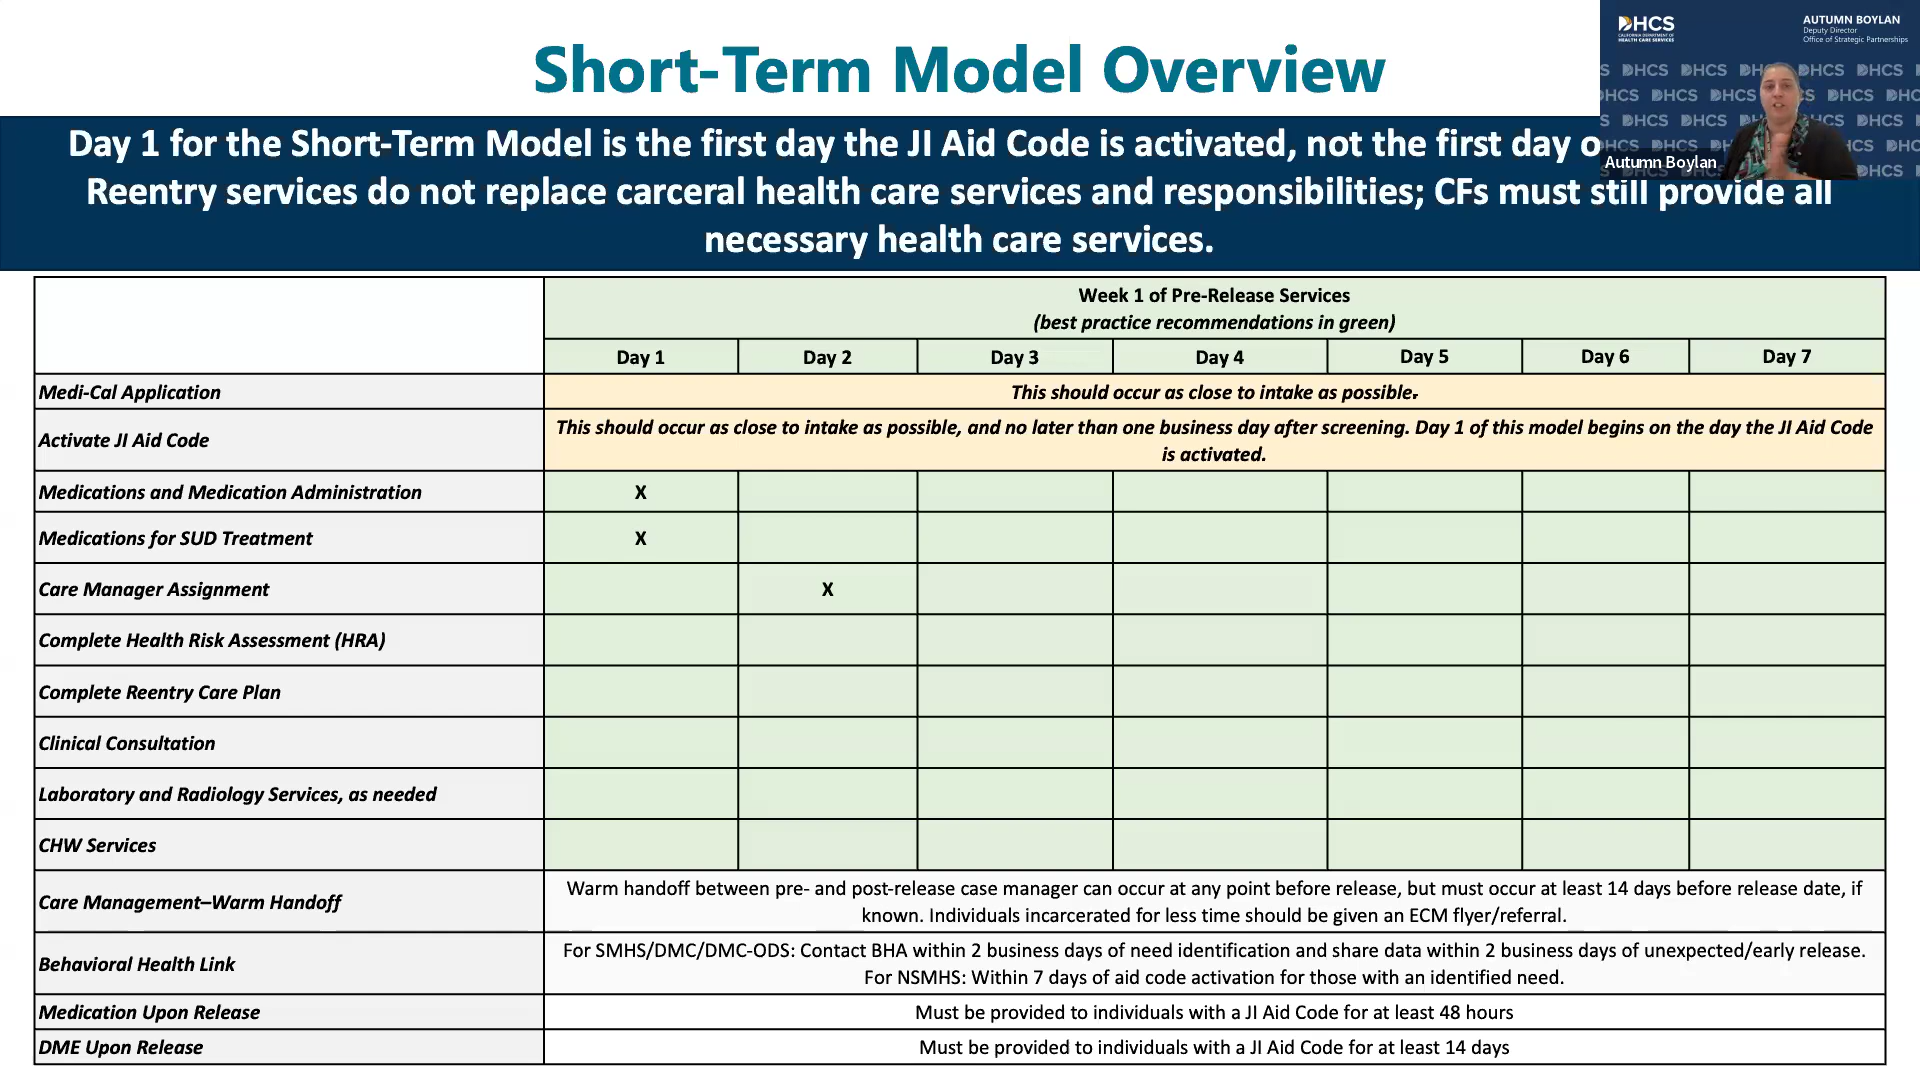 Short-Term Model Overview
DHCS
CALIFORNIA DEPARTMENT OF
HEALTH CARE SERVICES
AUTUMN BOYLAN
Deputy Director
Office of Strategic Partnerships
Autumn Boylan
Day 1 for the Short-Term Model is the first day the JI Aid Code is activated, not the first day
Reentry services do not replace carceral health care services and responsibilities; CFs must still provide all
necessary health care services.
Week 1 of Pre-Release Services
(best practice recommendations in green)
Day 1 Day 2 Day 3 Day 4 Day 5 Day 6 Day 7
Medi-Cal Application This should occur as close to intake as possible.
Activate JI Aid Code This should occur as close to intake as possible, and no later than one business day after screening. Day 1 of this model begins on the day the JI Aid Code
is activated.
Medications and Medication Administration X
Medications for SUD Treatment X
Care Manager Assignment X
Complete Health Risk Assessment (HRA)
Complete Reentry Care Plan
Clinical Consultation
Laboratory and Radiology Services, as needed
CHW Services
Care Management–Warm Handoff Warm handoff between pre- and post-release case manager can occur at any point before release, but must occur at least 14 days before release date, if
known. Individuals incarcerated for less time should be given an ECM flyer/referral.
Behavioral Health Link For SMHS/DMC/DMC-ODS: Contact BHA within 2 business days of need identification and share data within 2 business days of unexpected/early release.
For NSMHS: Within 7 days of aid code activation for those with an identified need.
Medication Upon Release Must be provided to individuals with a JI Aid Code for at least 48 hours
DME Upon Release Must be provided to individuals with a JI Aid Code for at least 14 days